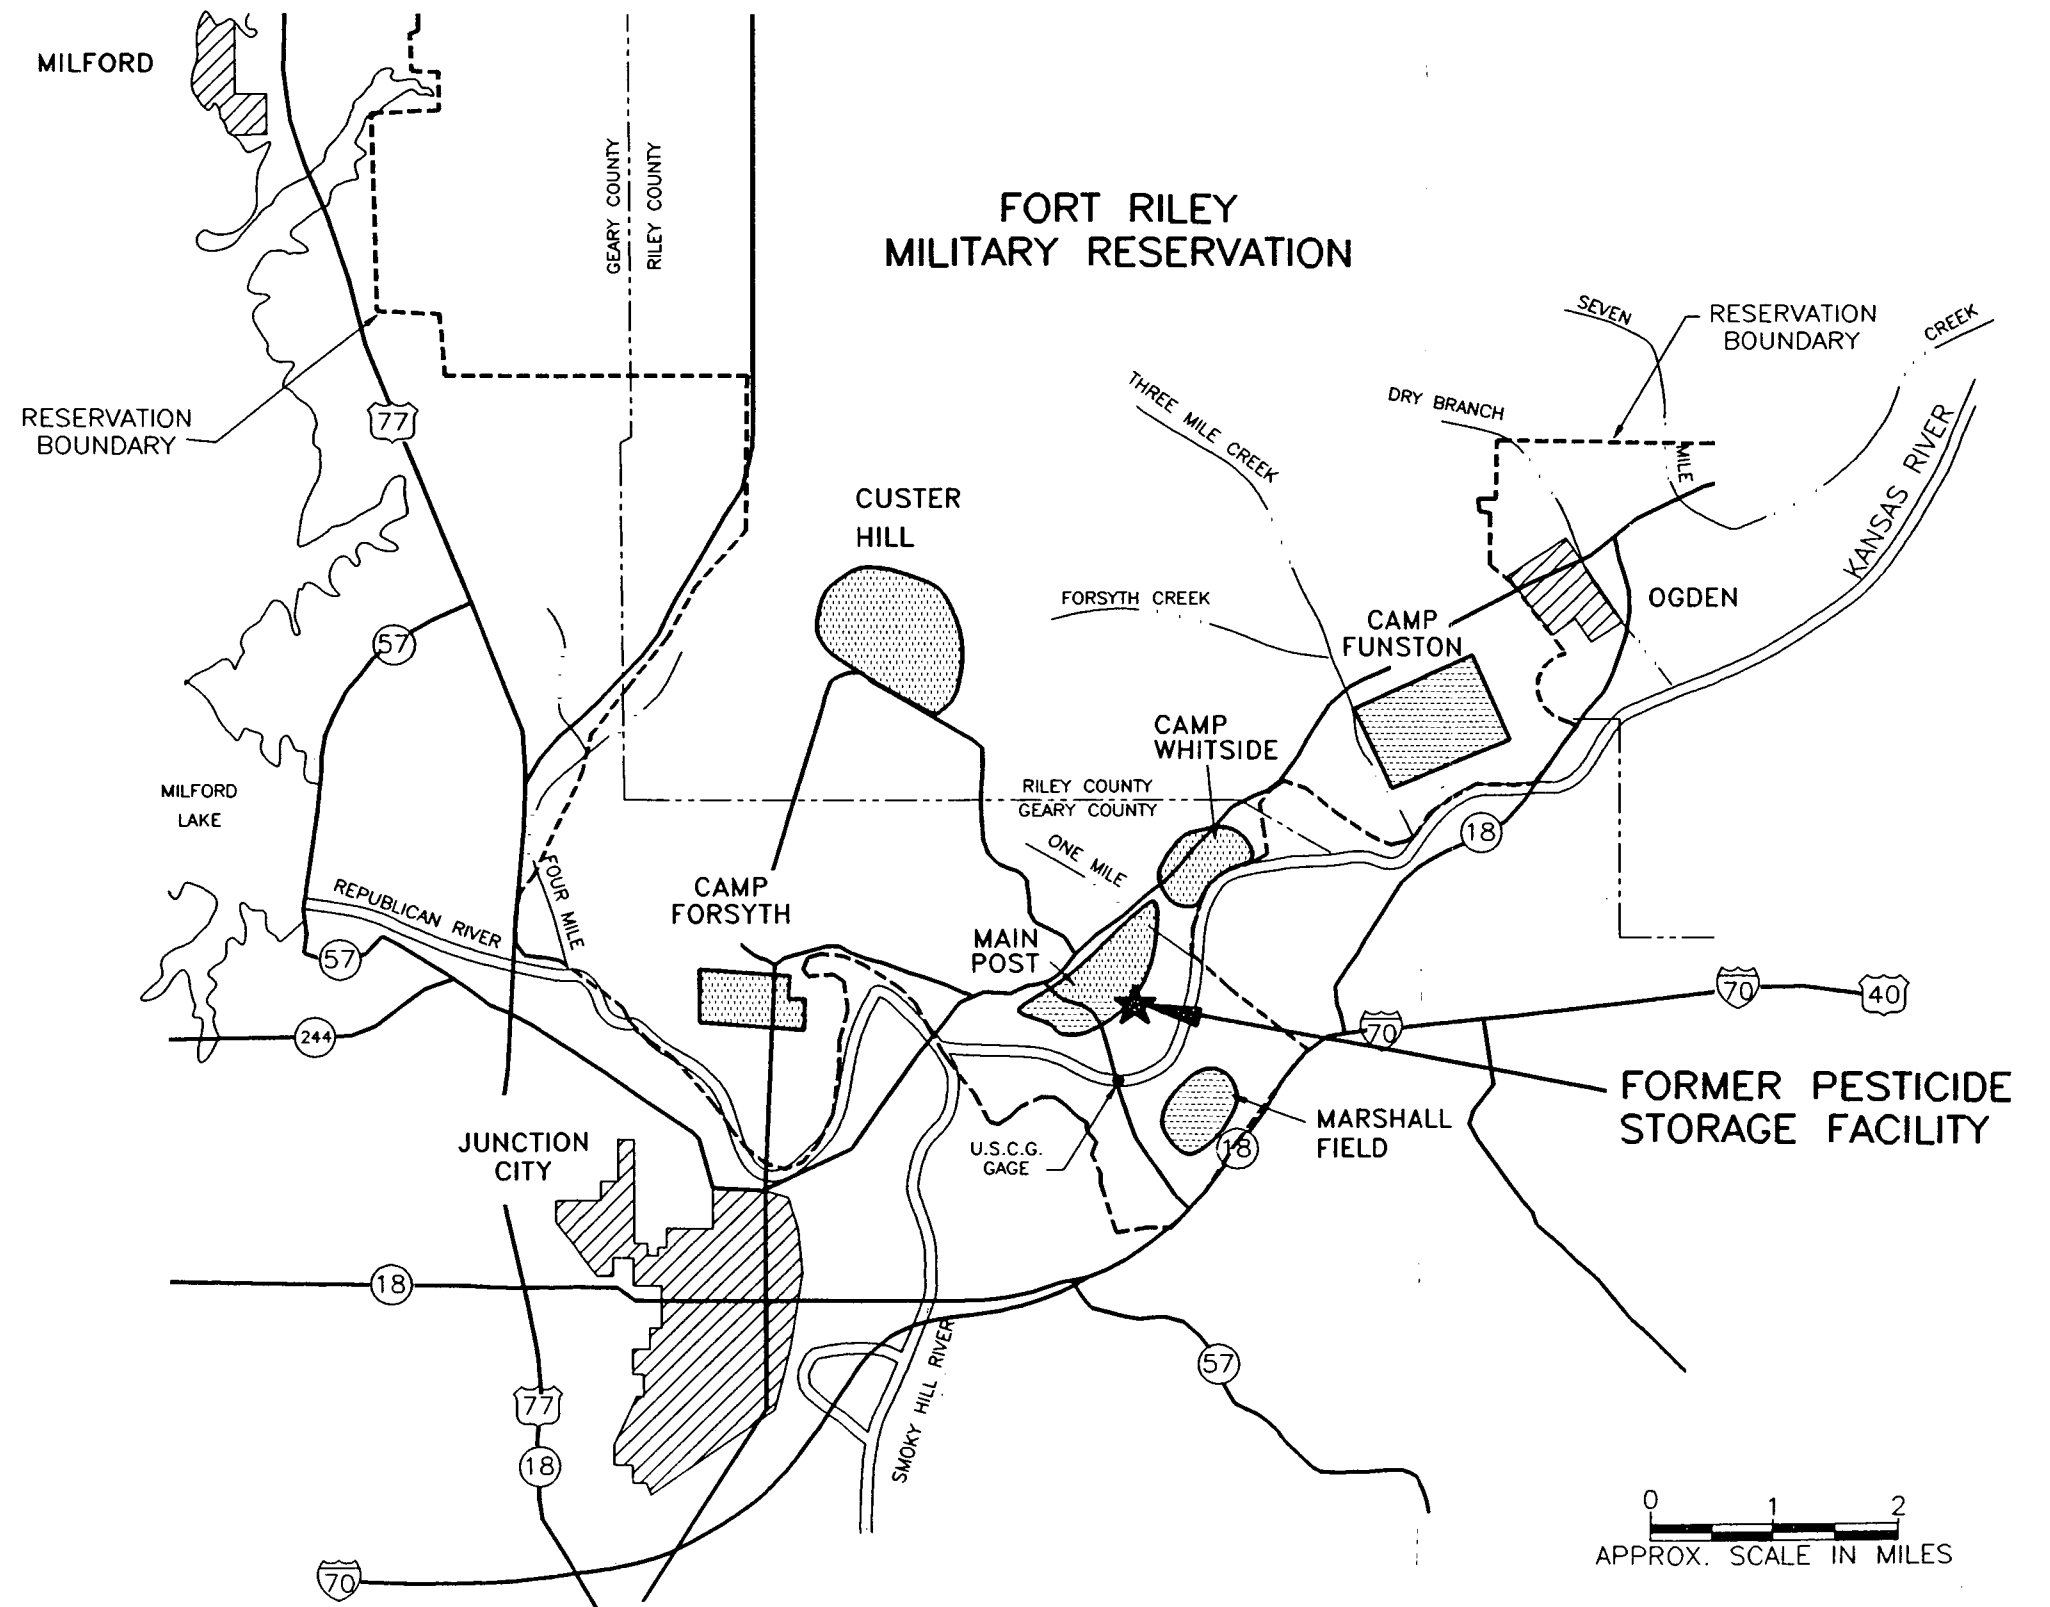 MILFORD
GEARY COUNTY
RILEY COUNTY
FORT RILEY
MILITARY RESERVATION
SEVEN
RESERVATION
BOUNDARY
CREEK
THREE MILE CREEK
DRY BRANCH
RESERVATION
BOUNDARY
77
MILE
KANSAS RIVER
CUSTER
HILL
FORSYTH CREEK
OGDEN
CAMP
FUNSTON
57
CAMP
WHITSIDE
MILFORD
LAKE
RILEY COUNTY
GEARY COUNTY
18
ONE MILE
FOUR MILE
CAMP
FORSYTH
REPUBLICAN RIVER
MAIN
POST
57
70
40
244
70
FORMER PESTICIDE
STORAGE FACILITY
MARSHALL
FIELD
JUNCTION
CITY
U.S.C.G.
GAGE
18
18
57
SMOKY HILL RIVER
77
18
70
0 1 2
APPROX. SCALE IN MILES